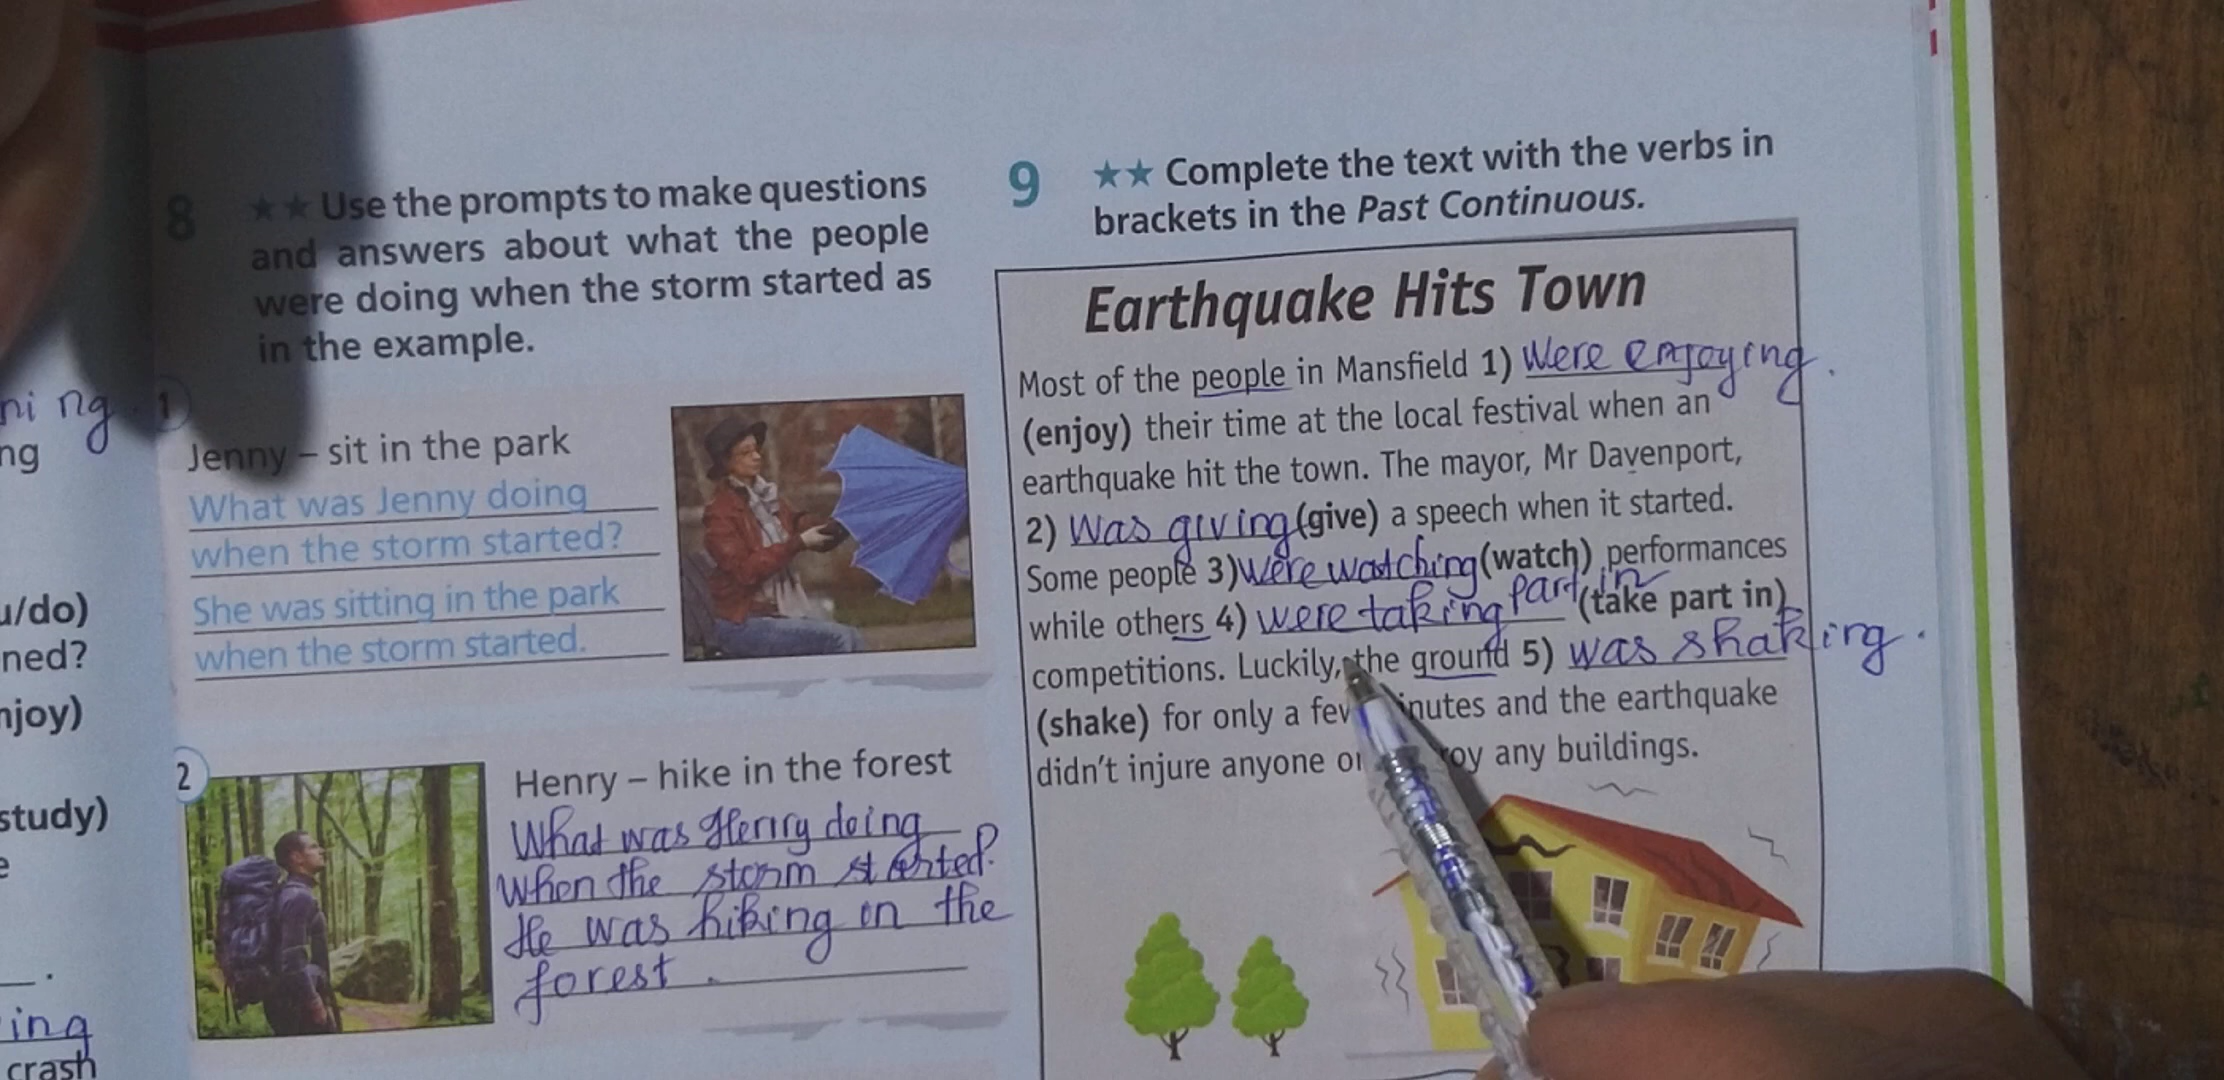 8 ★★ Use the prompts to make questions
and answers about what the people
were doing when the storm started as
in the example.
ni ng.
ng
1
Jenny – sit in the park
What was Jenny doing
when the storm started?
She was sitting in the park
when the storm started.
u/do)
ned?
njoy)
2
Henry – hike in the forest
What was Henry doing
when the storm started?
He was hiking in the
forest.
study)
e
.
ing
crash
9 ★★ Complete the text with the verbs in
brackets in the Past Continuous.
Earthquake Hits Town
Most of the people in Mansfield 1) Were enjoying.
(enjoy) their time at the local festival when an
earthquake hit the town. The mayor, Mr Davenport,
2) Was giving (give) a speech when it started.
Some people 3) Were watching (watch) performances
while others 4) were taking part in (take part in)
competitions. Luckily, the ground 5) was shaking.
(shake) for only a few minutes and the earthquake
didn't injure anyone or any buildings.